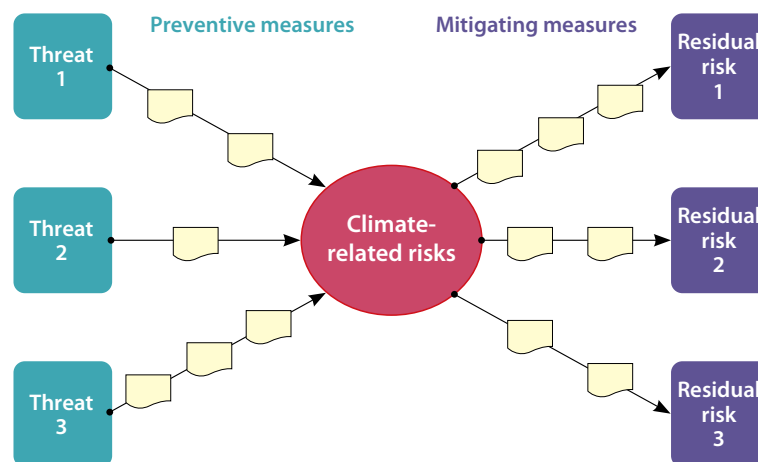 Preventive measures
Mitigating measures
Threat
1
Residual
risk
1
Threat
2
Climate-
related risks
Residual
risk
2
Threat
3
Residual
risk
3